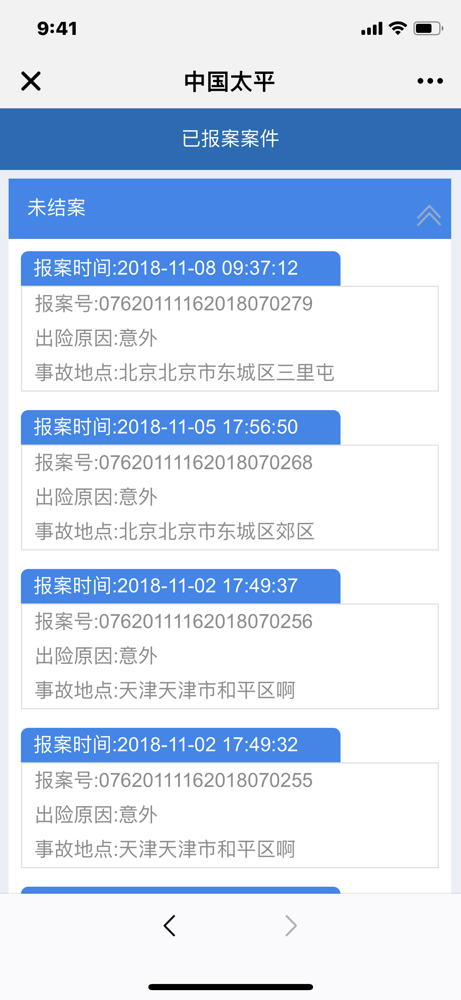 9:41
中国太平
已报案案件
未结案
报案时间:2018-11-08 09:37:12
报案号:07620111162018070279
出险原因:意外
事故地点:北京北京市东城区三里屯
报案时间:2018-11-05 17:56:50
报案号:07620111162018070268
出险原因:意外
事故地点:北京北京市东城区郊区
报案时间:2018-11-02 17:49:37
报案号:07620111162018070256
出险原因:意外
事故地点:天津天津市和平区啊
报案时间:2018-11-02 17:49:32
报案号:07620111162018070255
出险原因:意外
事故地点:天津天津市和平区啊